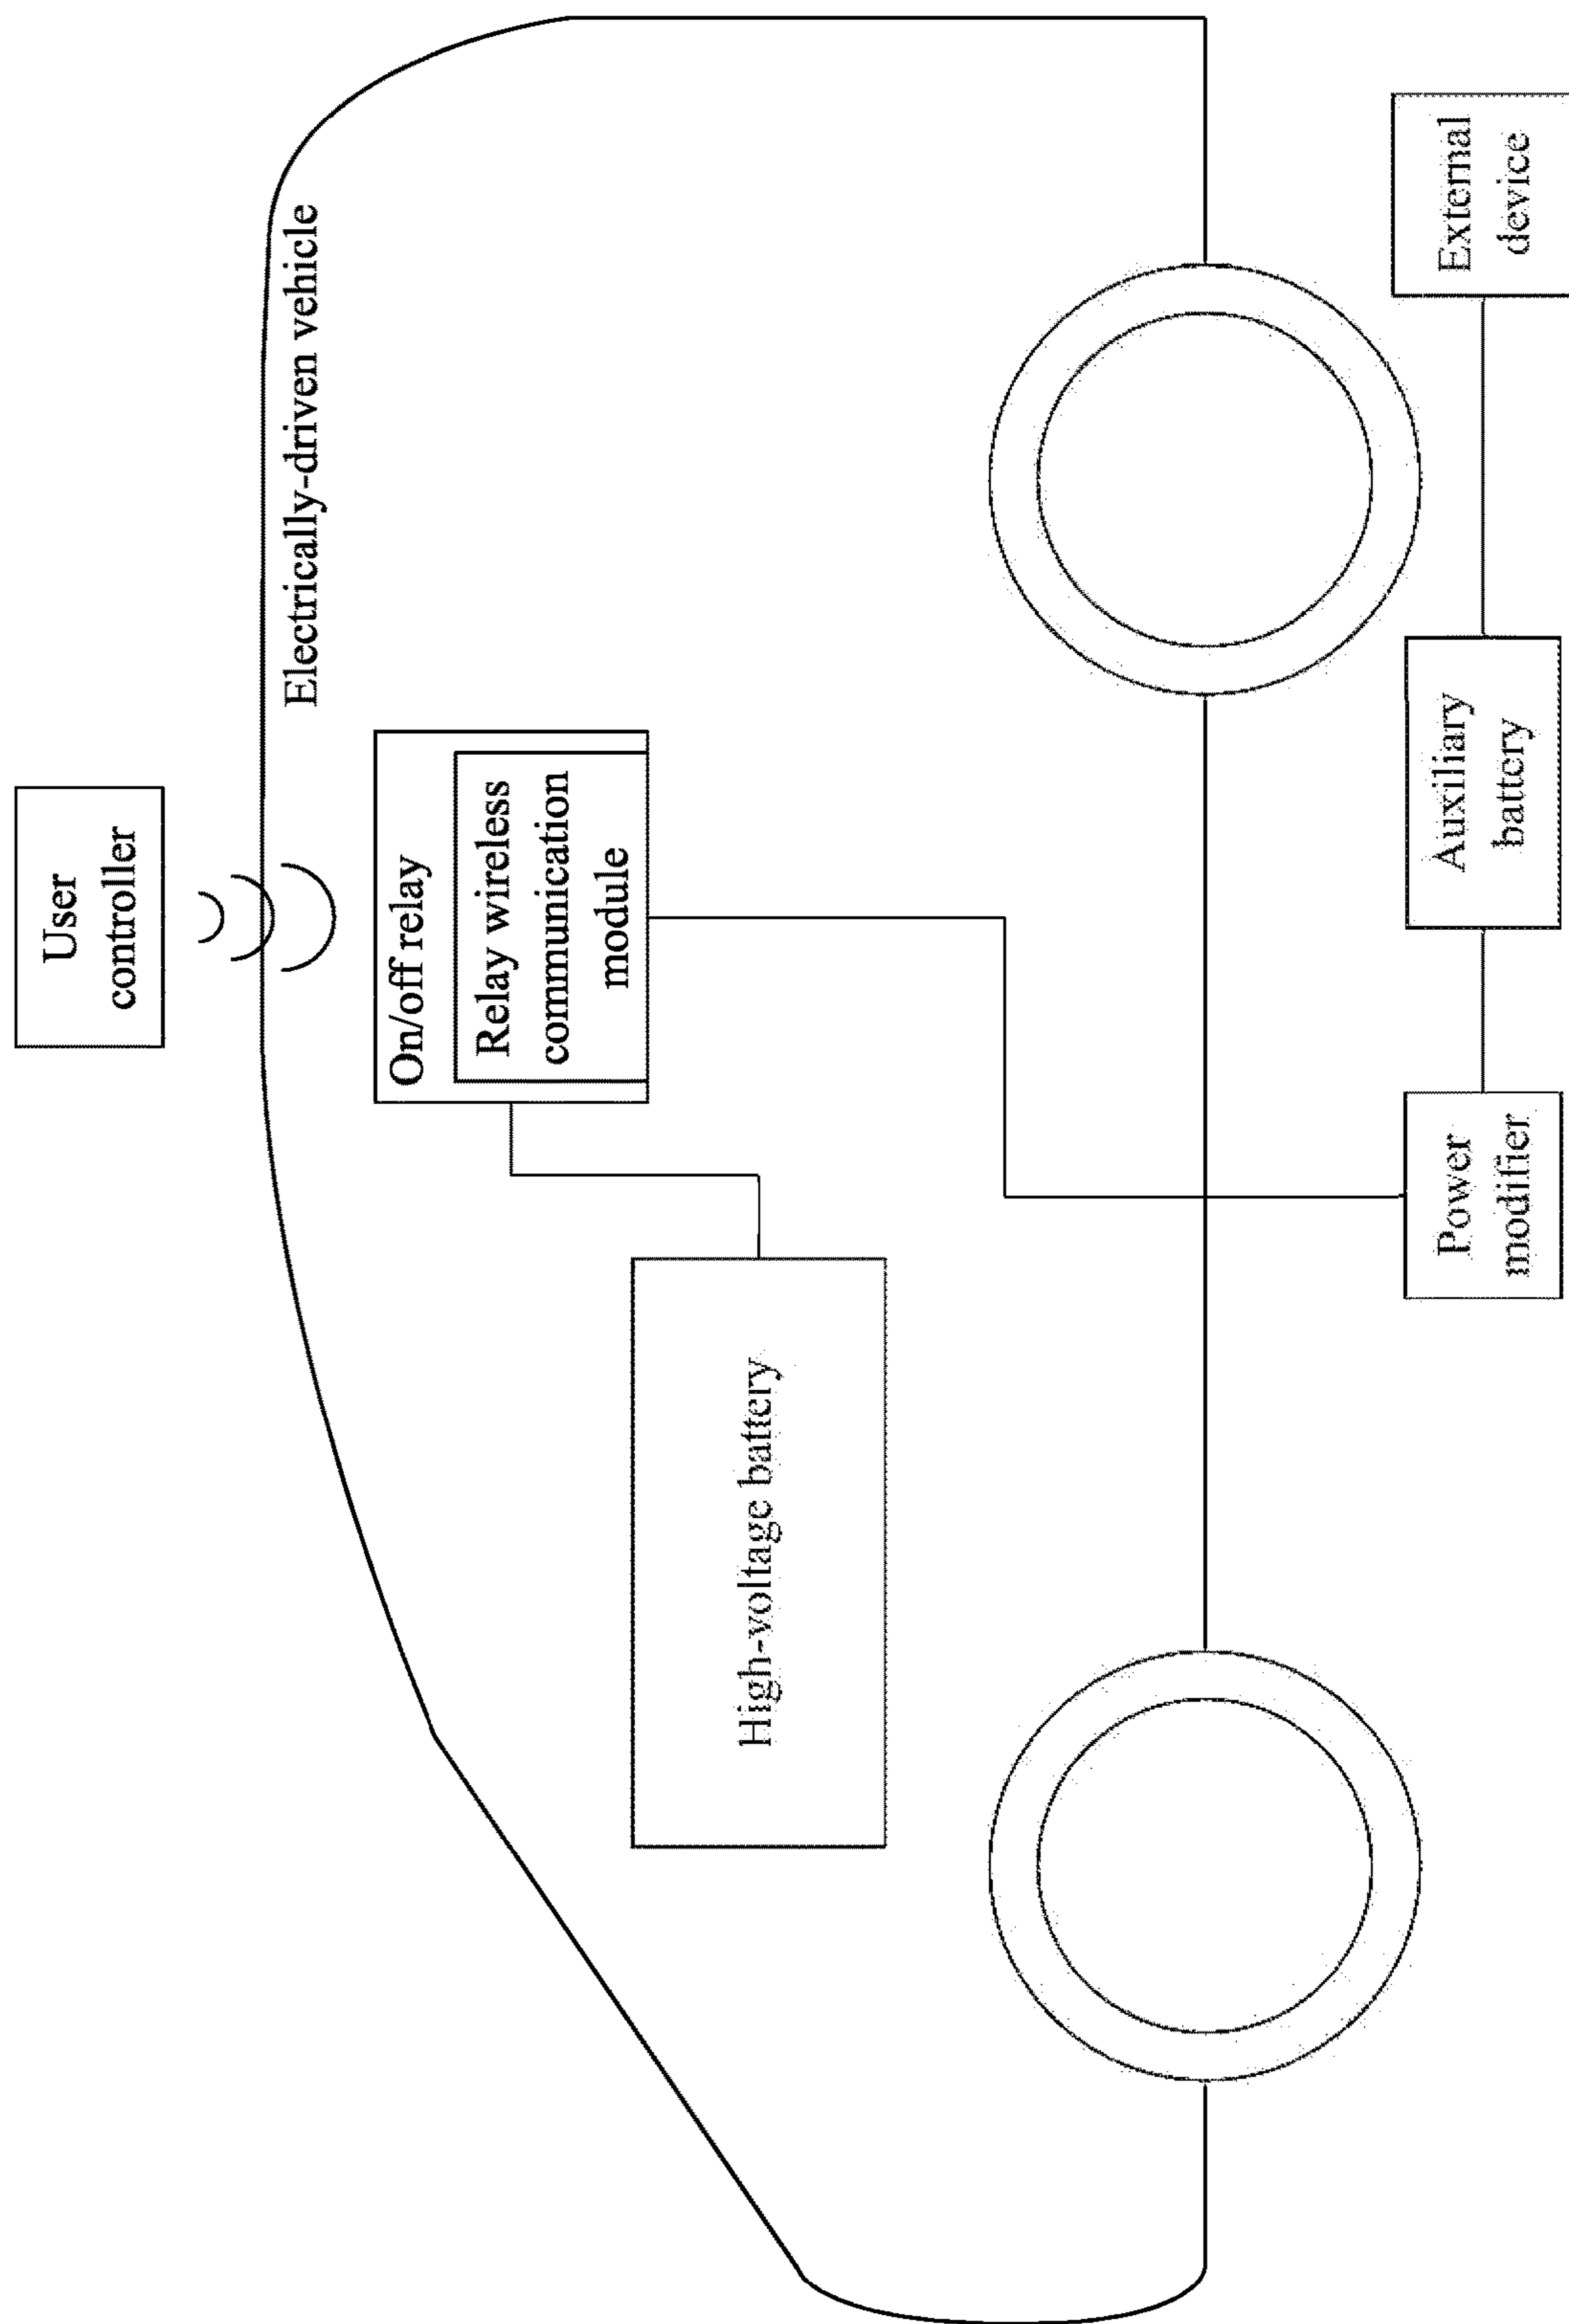 User
controller
Electrically-driven vehicle
On/off relay
Relay wireless
communication
module
High-voltage battery
Power
modifier
Auxiliary
battery
External
device